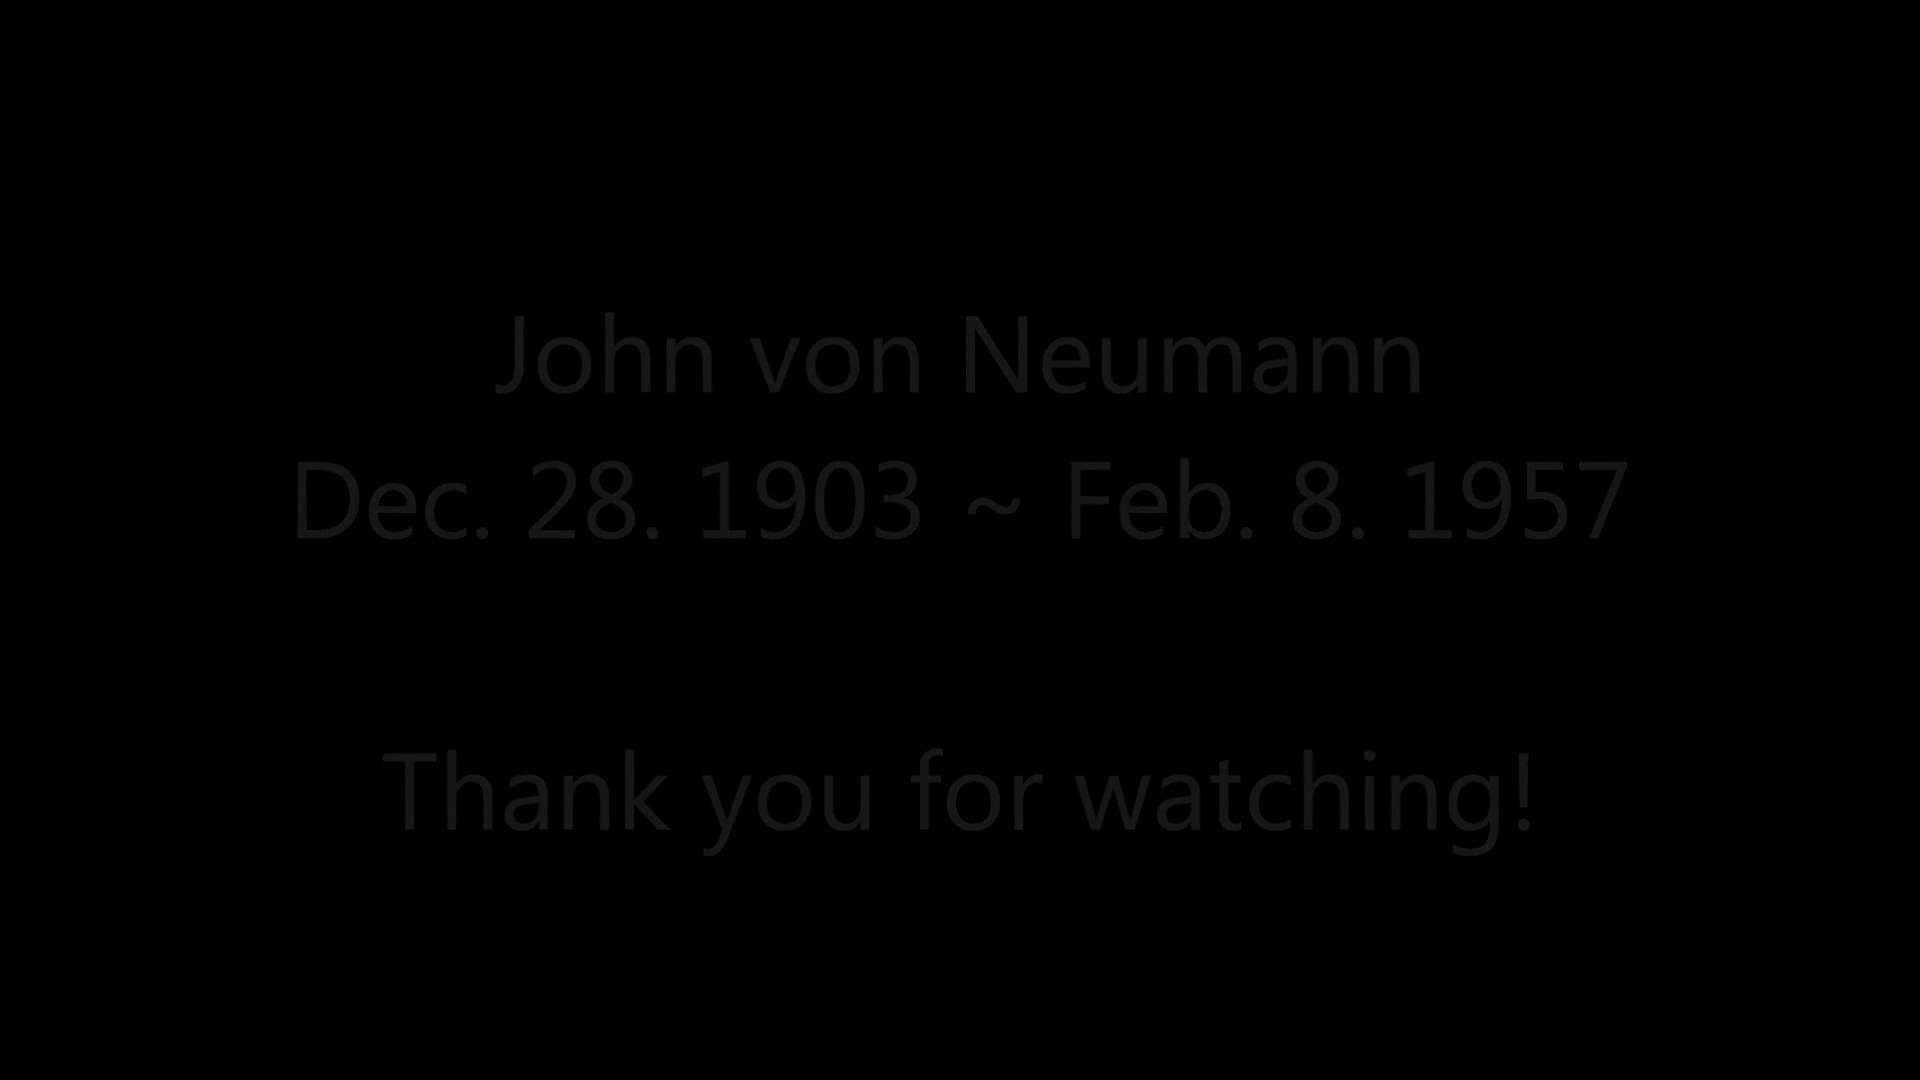 John von Neumann
Dec. 28. 1903 ~ Feb. 8. 1957
Thank you for watching!